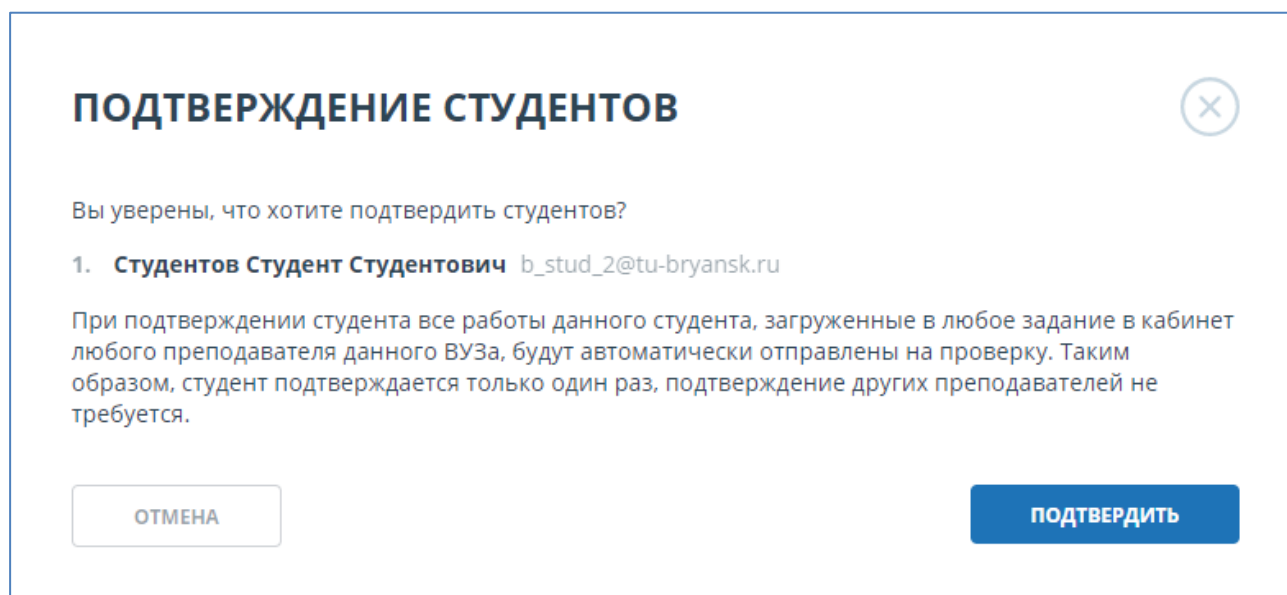 ПОДТВЕРЖДЕНИЕ СТУДЕНТОВ
Вы уверены, что хотите подтвердить студентов?
1. Студентов Студент Студентович b_stud_2@tu-bryansk.ru
При подтверждении студента все работы данного студента, загруженные в любое задание в кабинет
любого преподавателя данного ВУЗа, будут автоматически отправлены на проверку. Таким
образом, студент подтверждается только один раз, подтверждение других преподавателей не
требуется.
ОТМЕНА
ПОДТВЕРДИТЬ